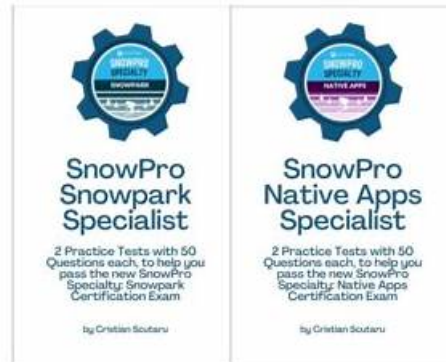 SNOWPRO
SPECIALTY
SNOWPARK
SnowPro
Snowpark
Specialist
2 Practice Tests with 50
Questions each, to help you
pass the new SnowPro
Specialty: Snowpark
Certification Exam
by Cristian Scutaru
SNOWPRO
SPECIALTY
NATIVE APPS
SnowPro
Native Apps
Specialist
2 Practice Tests with 50
Questions each, to help you
pass the new SnowPro
Specialty: Native Apps
Certification Exam
by Cristian Scutaru